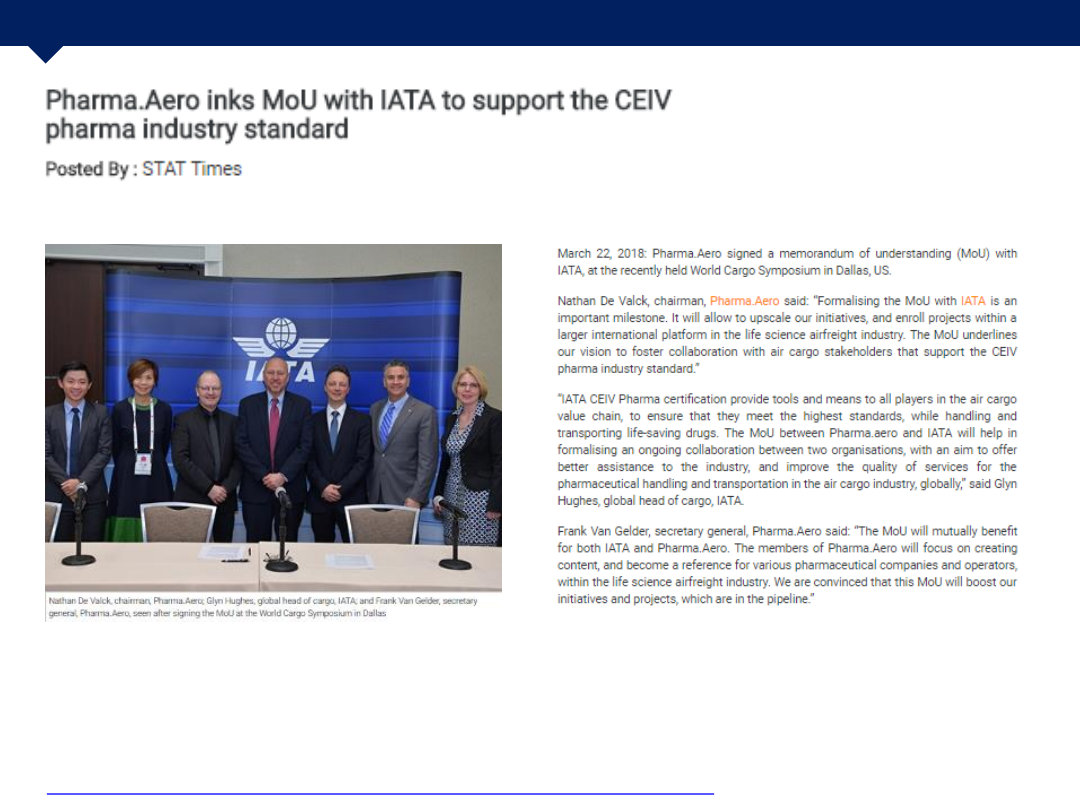 Pharma.Aero inks MoU with IATA to support the CEIV
pharma industry standard
Posted By : STAT Times
IATA
Nathan De Valck, chairman, Pharma.Aero; Glyn Hughes, global head of cargo, IATA; and Frank Van Gelder, secretary
general, Pharma.Aero, seen after signing the MoU at the World Cargo Symposium in Dallas
March 22, 2018: Pharma.Aero signed a memorandum of understanding (MoU) with
IATA, at the recently held World Cargo Symposium in Dallas, US.
Nathan De Valck, chairman, Pharma.Aero said: “Formalising the MoU with IATA is an
important milestone. It will allow to upscale our initiatives, and enroll projects within a
larger international platform in the life science airfreight industry. The MoU underlines
our vision to foster collaboration with air cargo stakeholders that support the CEIV
pharma industry standard.”
“IATA CEIV Pharma certification provide tools and means to all players in the air cargo
value chain, to ensure that they meet the highest standards, while handling and
transporting life-saving drugs. The MoU between Pharma.aero and IATA will help in
formalising an ongoing collaboration between two organisations, with an aim to offer
better assistance to the industry, and improve the quality of services for the
pharmaceutical handling and transportation in the air cargo industry, globally,” said Glyn
Hughes, global head of cargo, IATA.
Frank Van Gelder, secretary general, Pharma.Aero said: “The MoU will mutually benefit
for both IATA and Pharma.Aero. The members of Pharma.Aero will focus on creating
content, and become a reference for various pharmaceutical companies and operators,
within the life science airfreight industry. We are convinced that this MoU will boost our
initiatives and projects, which are in the pipeline.”